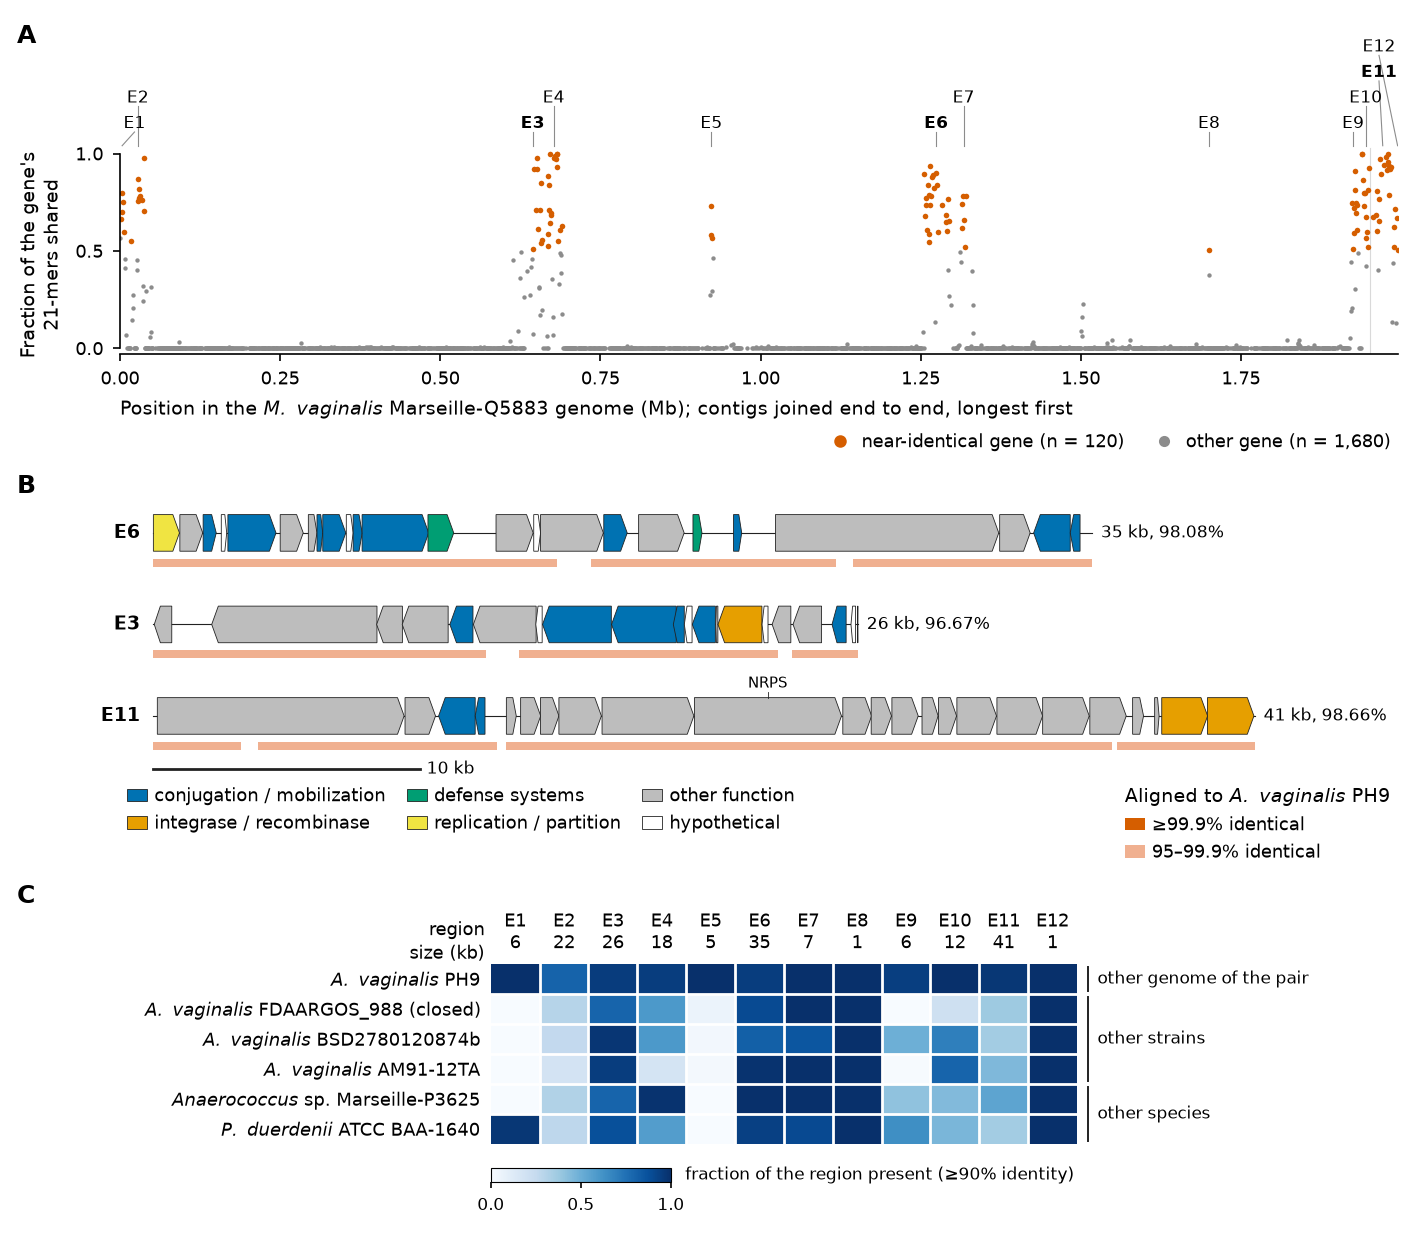 A
E12
E11
E2
E4
E7
E10
E1
E3
E5
E6
E8
E9
Fraction of the gene's
21-mers shared
1.0
0.5
0.0
0.00
0.25
0.50
0.75
1.00
1.25
1.50
1.75
Position in the M. vaginalis Marseille-Q5883 genome (Mb); contigs joined end to end, longest first
near-identical gene (n = 120)
other gene (n = 1,680)
B
E6
35 kb, 98.08%
E3
26 kb, 96.67%
NRPS
E11
41 kb, 98.66%
10 kb
conjugation / mobilization
defense systems
other function
integrase / recombinase
replication / partition
hypothetical
Aligned to A. vaginalis PH9
≥99.9% identical
95–99.9% identical
C
region
E1 E2 E3 E4 E5 E6 E7 E8 E9 E10 E11 E12
size (kb)
6 22 26 18 5 35 7 1 6 12 41 1
A. vaginalis PH9
other genome of the pair
A. vaginalis FDAARGOS_988 (closed)
A. vaginalis BSD2780120874b
other strains
A. vaginalis AM91-12TA
Anaerococcus sp. Marseille-P3625
other species
P. duerdenii ATCC BAA-1640
fraction of the region present (≥90% identity)
0.0
0.5
1.0